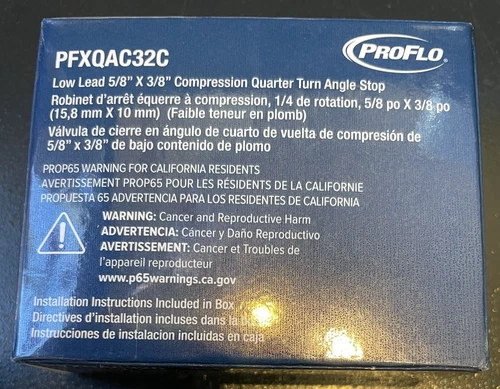 PFXQAC32C
PROFLO®
Low Lead 5/8" X 3/8" Compression Quarter Turn Angle Stop
Robinet d'arrêt équerre à compression, 1/4 de rotation, 5/8 po X 3/8 po
(15,8 mm X 10 mm) (Faible teneur en plomb)
Válvula de cierre en ángulo de cuarto de vuelta de compresión de
5/8" x 3/8" de bajo contenido de plomo
PROP65 WARNING FOR CALIFORNIA RESIDENTS
AVERTISSEMENT PROP65 POUR LES RÉSIDENTS DE LA CALIFORNIE
PROPUESTA 65 ADVERTENCIA PARA LOS RESIDENTES DE CALIFORNIA
WARNING: Cancer and Reproductive Harm
ADVERTENCIA: Cáncer y Daño Reproductivo
AVERTISSEMENT: Cancer et Troubles de
l'appareil reproducteur
www.p65warnings.ca.gov
Installation Instructions Included in Box
Directives d'installation incluses dans la boîte
Instrucciones de instalacion incluidas en caja